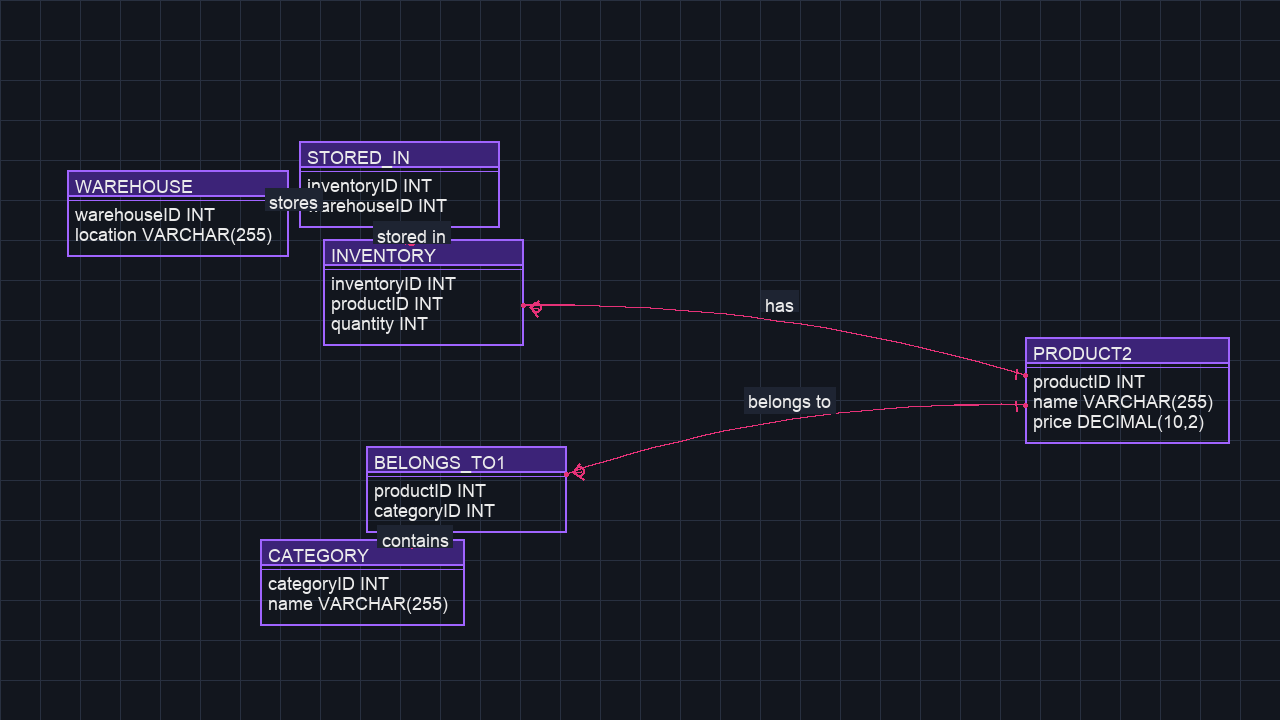 STORED_IN
inventoryID INT
warehouseID INT
WAREHOUSE
warehouseID INT
location VARCHAR(255)
stores
stored in
INVENTORY
inventoryID INT
productID INT
quantity INT
has
PRODUCT2
productID INT
name VARCHAR(255)
price DECIMAL(10,2)
belongs to
BELONGS_TO1
productID INT
categoryID INT
contains
CATEGORY
categoryID INT
name VARCHAR(255)